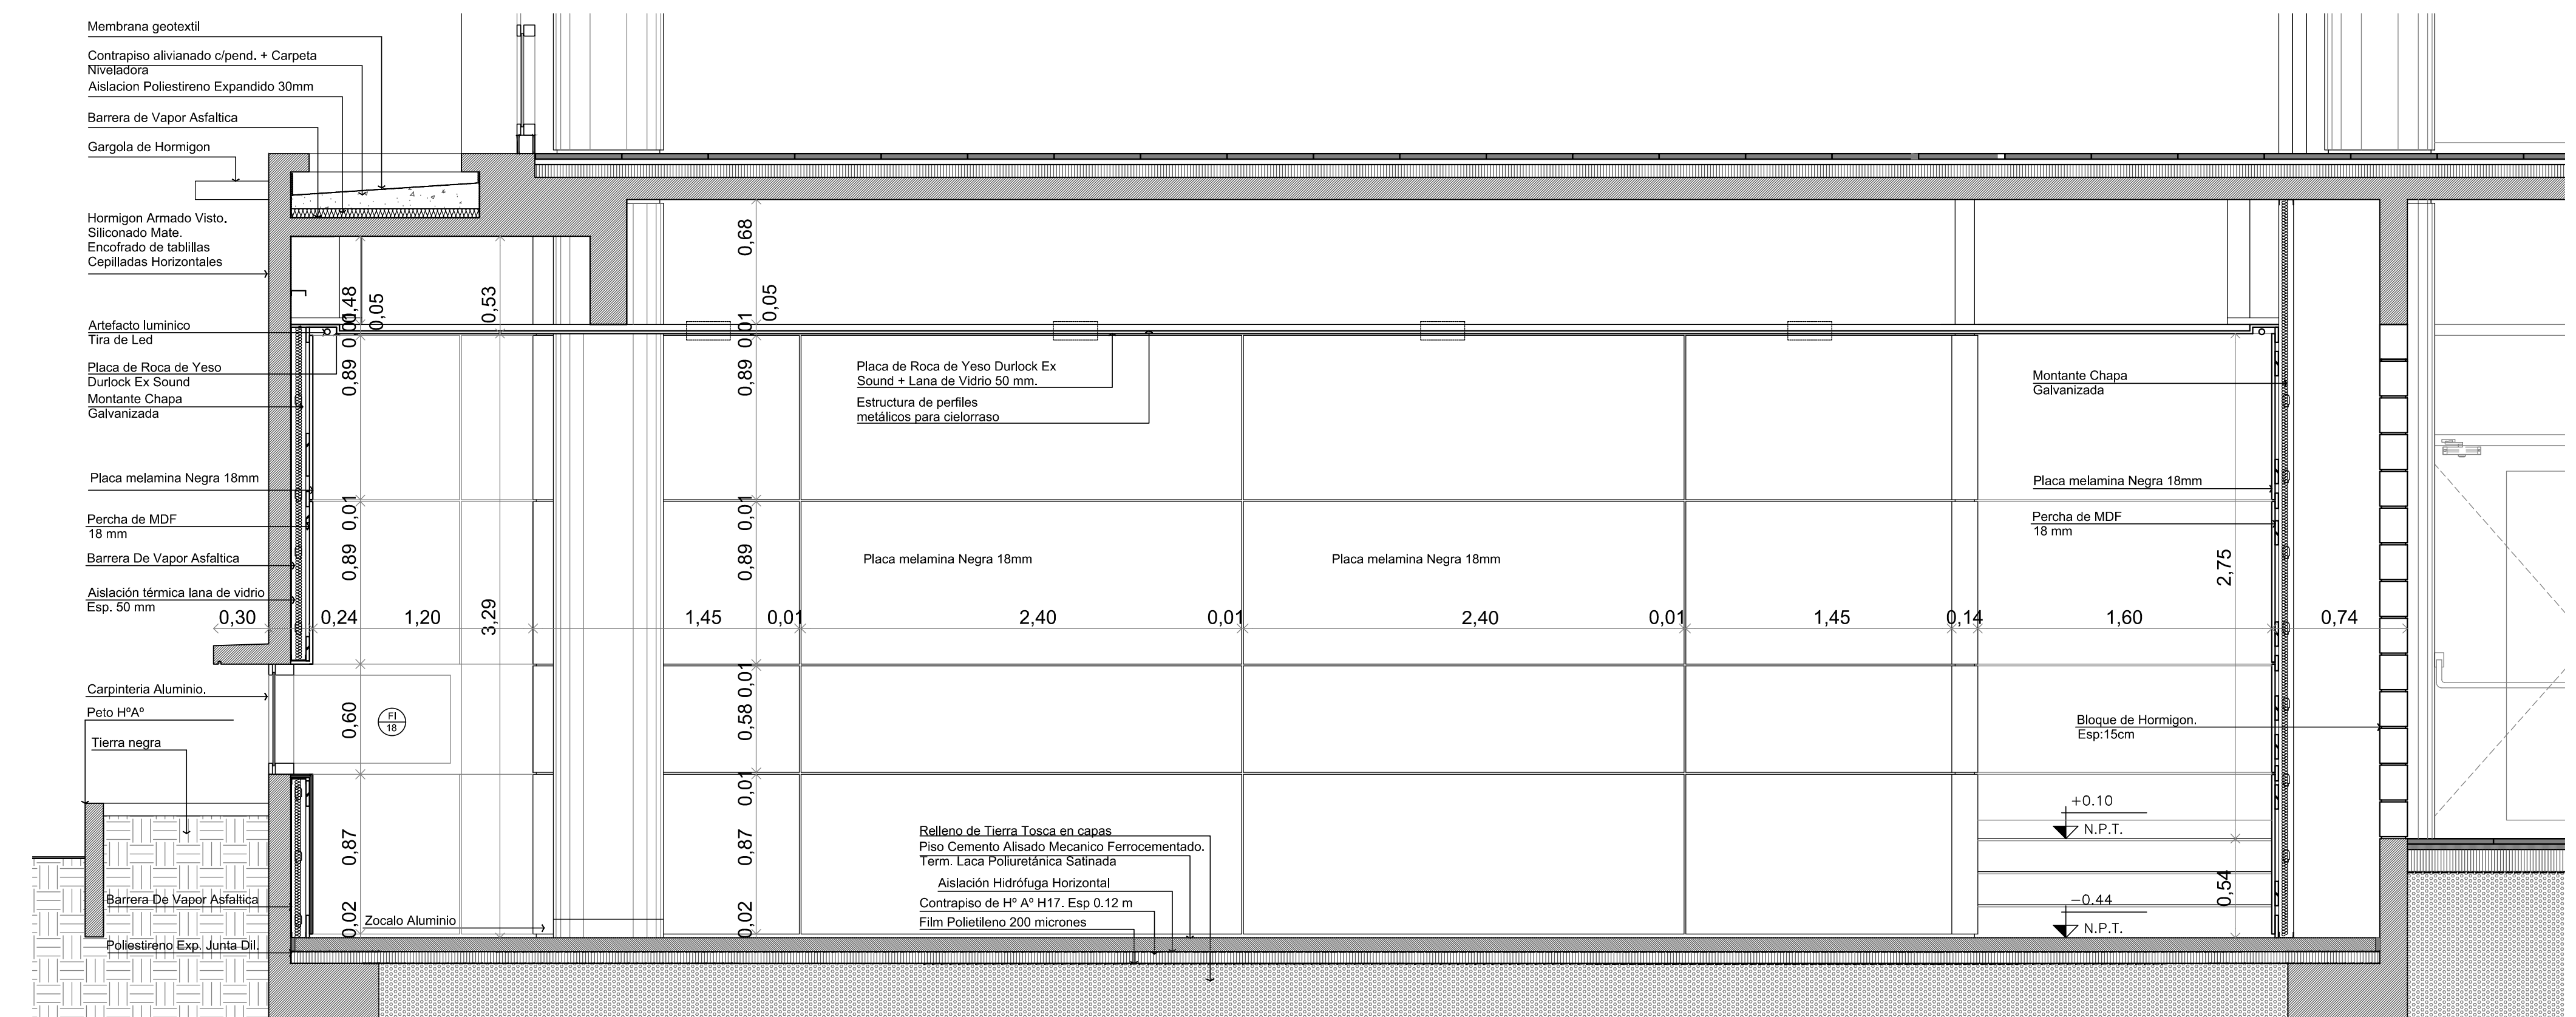 Membrana geotextil
Contrapiso alivianado c/pend. + Carpeta
Niveladora
Aislacion Poliestireno Expandido 30mm
Barrera de Vapor Asfaltica
Gargola de Hormigon
Hormigon Armado Visto.
Siliconado Mate.
Encofrado de tablillas
Cepilladas Horizontales
Artefacto luminico
Tira de Led
Placa de Roca de Yeso
Durlock Ex Sound
Montante Chapa
Galvanizada
Placa melamina Negra 18mm
Percha de MDF
18 mm
Barrera De Vapor Asfaltica
Aislación térmica lana de vidrio
Esp. 50 mm
Carpinteria Aluminio.
Peto HºAº
Tierra negra
Barrera De Vapor Asfaltica
Poliestireno Exp. Junta Dil.
Zocalo Aluminio
FI
18
0,48
0,05
0,01
0,89
0,01
0,89
0,60
0,87
0,02
0,53
3,29
0,68
0,05
0,01
0,89
0,01
0,89
0,01
0,58
0,01
0,87
0,02
0,30
0,24
1,20
1,45
0,01
2,40
0,01
2,40
0,01
1,45
0,14
1,60
0,74
Placa de Roca de Yeso Durlock Ex
Sound + Lana de Vidrio 50 mm.
Estructura de perfiles
metálicos para cielorraso
Placa melamina Negra 18mm
Placa melamina Negra 18mm
Relleno de Tierra Tosca en capas
Piso Cemento Alisado Mecanico Ferrocementado.
Term. Laca Poliuretánica Satinada
Aislación Hidrófuga Horizontal
Contrapiso de Hº Aº H17. Esp 0.12 m
Film Polietileno 200 micrones
Montante Chapa
Galvanizada
Placa melamina Negra 18mm
Percha de MDF
18 mm
2,75
Bloque de Hormigon.
Esp:15cm
+0.10
N.P.T.
0,54
−0.44
N.P.T.